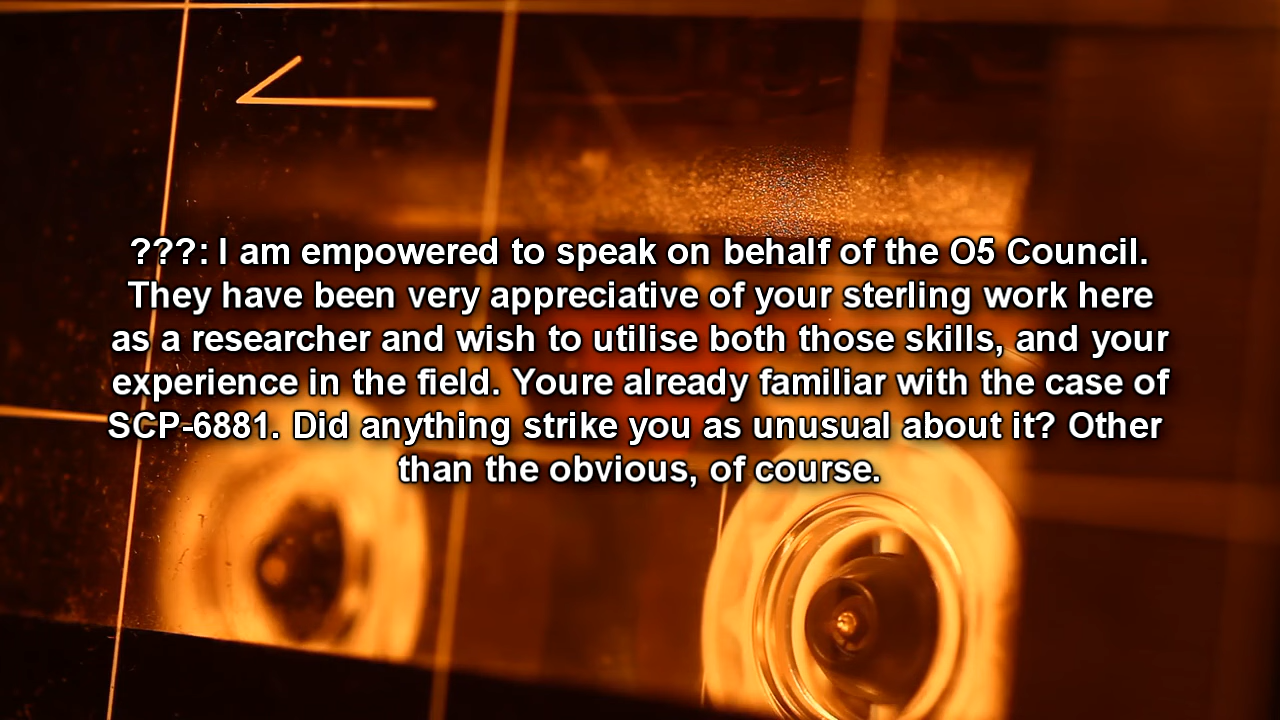 ???: I am empowered to speak on behalf of the O5 Council.
They have been very appreciative of your sterling work here
as a researcher and wish to utilise both those skills, and your
experience in the field. Youre already familiar with the case of
SCP-6881. Did anything strike you as unusual about it? Other
than the obvious, of course.